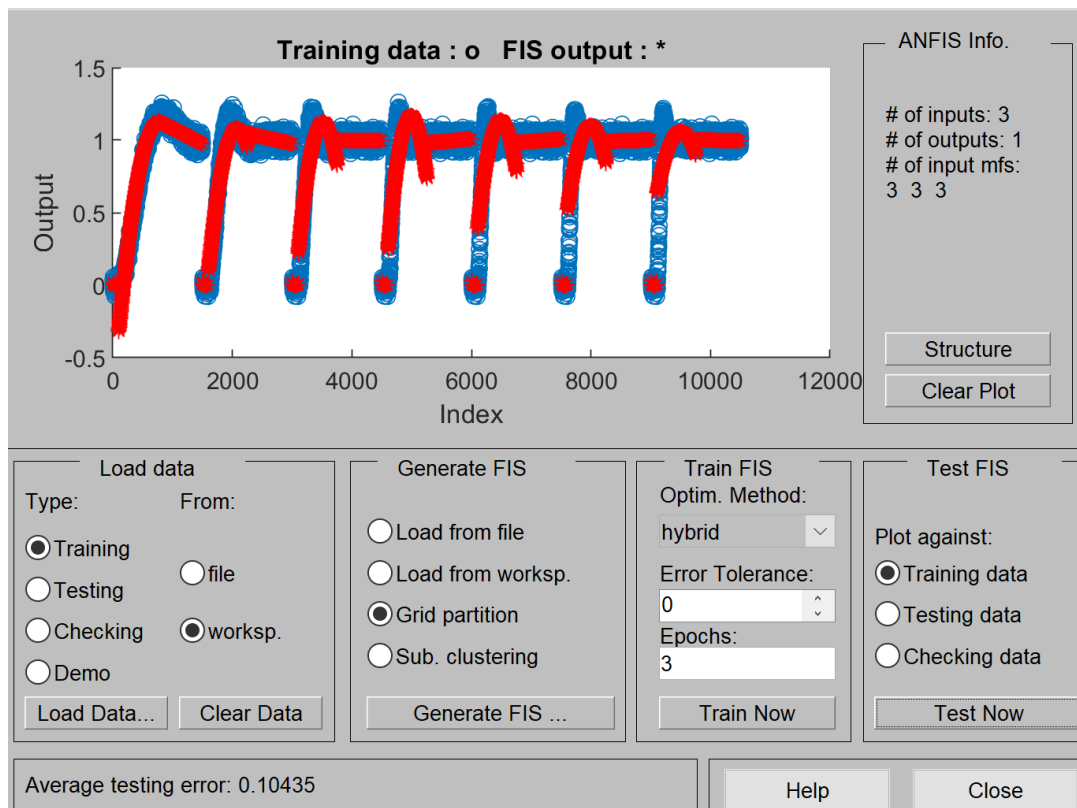 Training data : o   FIS output : *
1.5
1
0.5
0
-0.5
Output
0 2000 4000 6000 8000 10000 12000
Index
ANFIS Info.
# of inputs: 3
# of outputs: 1
# of input mfs:
3 3 3
Structure
Clear Plot
Load data
Type: From:
Training
Testing
Checking
Demo
file
worksp.
Load Data...
Clear Data
Generate FIS
Load from file
Load from worksp.
Grid partition
Sub. clustering
Generate FIS ...
Train FIS
Optim. Method:
hybrid
Error Tolerance:
0
Epochs:
3
Train Now
Test FIS
Plot against:
Training data
Testing data
Checking data
Test Now
Average testing error: 0.10435
Help
Close